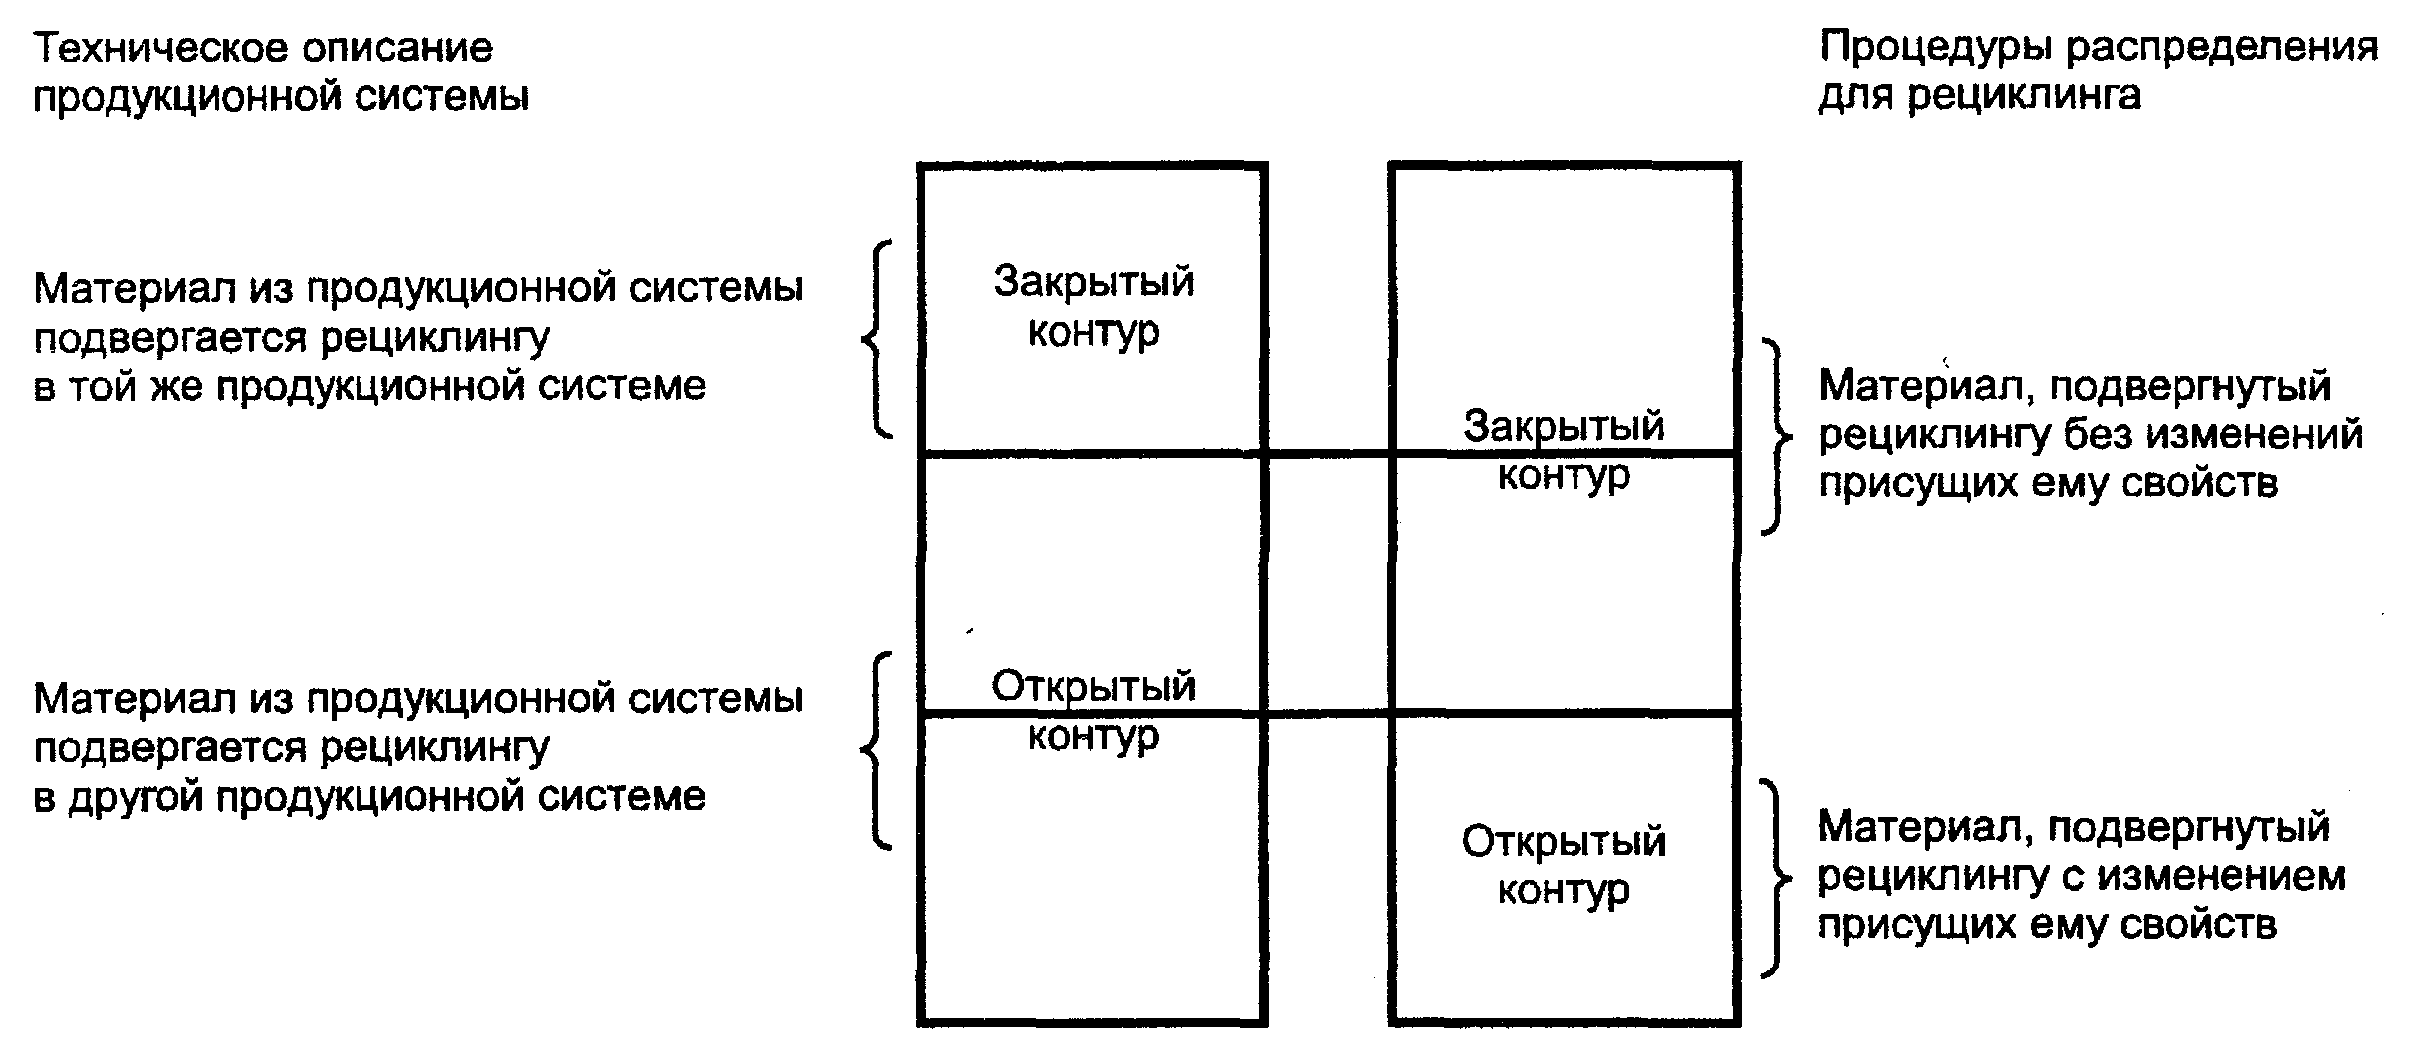 Техническое описание
продукционной системы
Процедуры распределения
для рециклинга
Материал из продукционной системы
подвергается рециклингу
в той же продукционной системе
Закрытый
контур
Закрытый
контур
Материал, подвергнутый
рециклингу без изменений
присущих ему свойств
Материал из продукционной системы
подвергается рециклингу
в другой продукционной системе
Открытый
контур
Открытый
контур
Материал, подвергнутый
рециклингу с изменением
присущих ему свойств